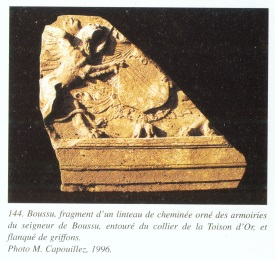 144. Boussu, fragment d'un linteau de cheminée orné des armoiries
du seigneur de Boussu, entouré du collier de la Toison d'Or, et
flanqué de griffons.
Photo M. Capouillez, 1996.